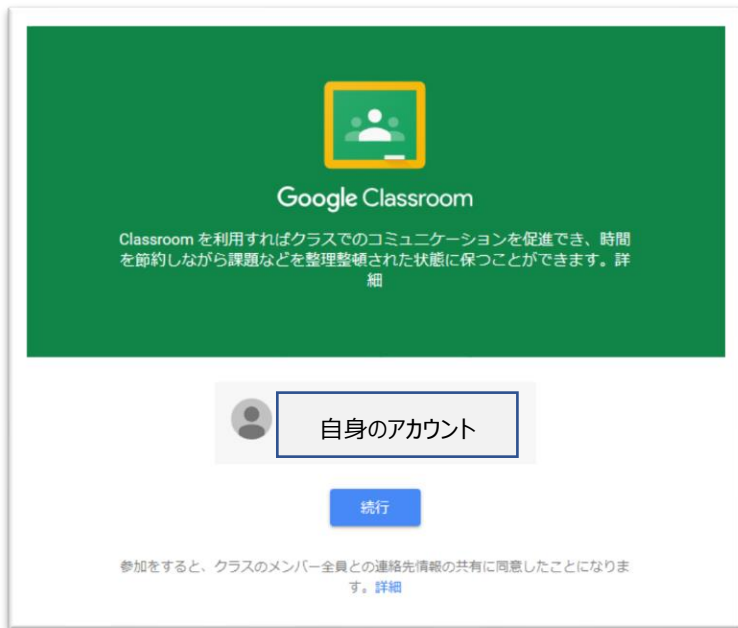 Google Classroom
Classroom を利用すればクラスでのコミュニケーションを促進でき、時間
を節約しながら課題などを整理整頓された状態に保つことができます。詳
細
自身のアカウント
続行
参加をすると、クラスのメンバー全員との連絡先情報の共有に同意したことになりま
す。詳細